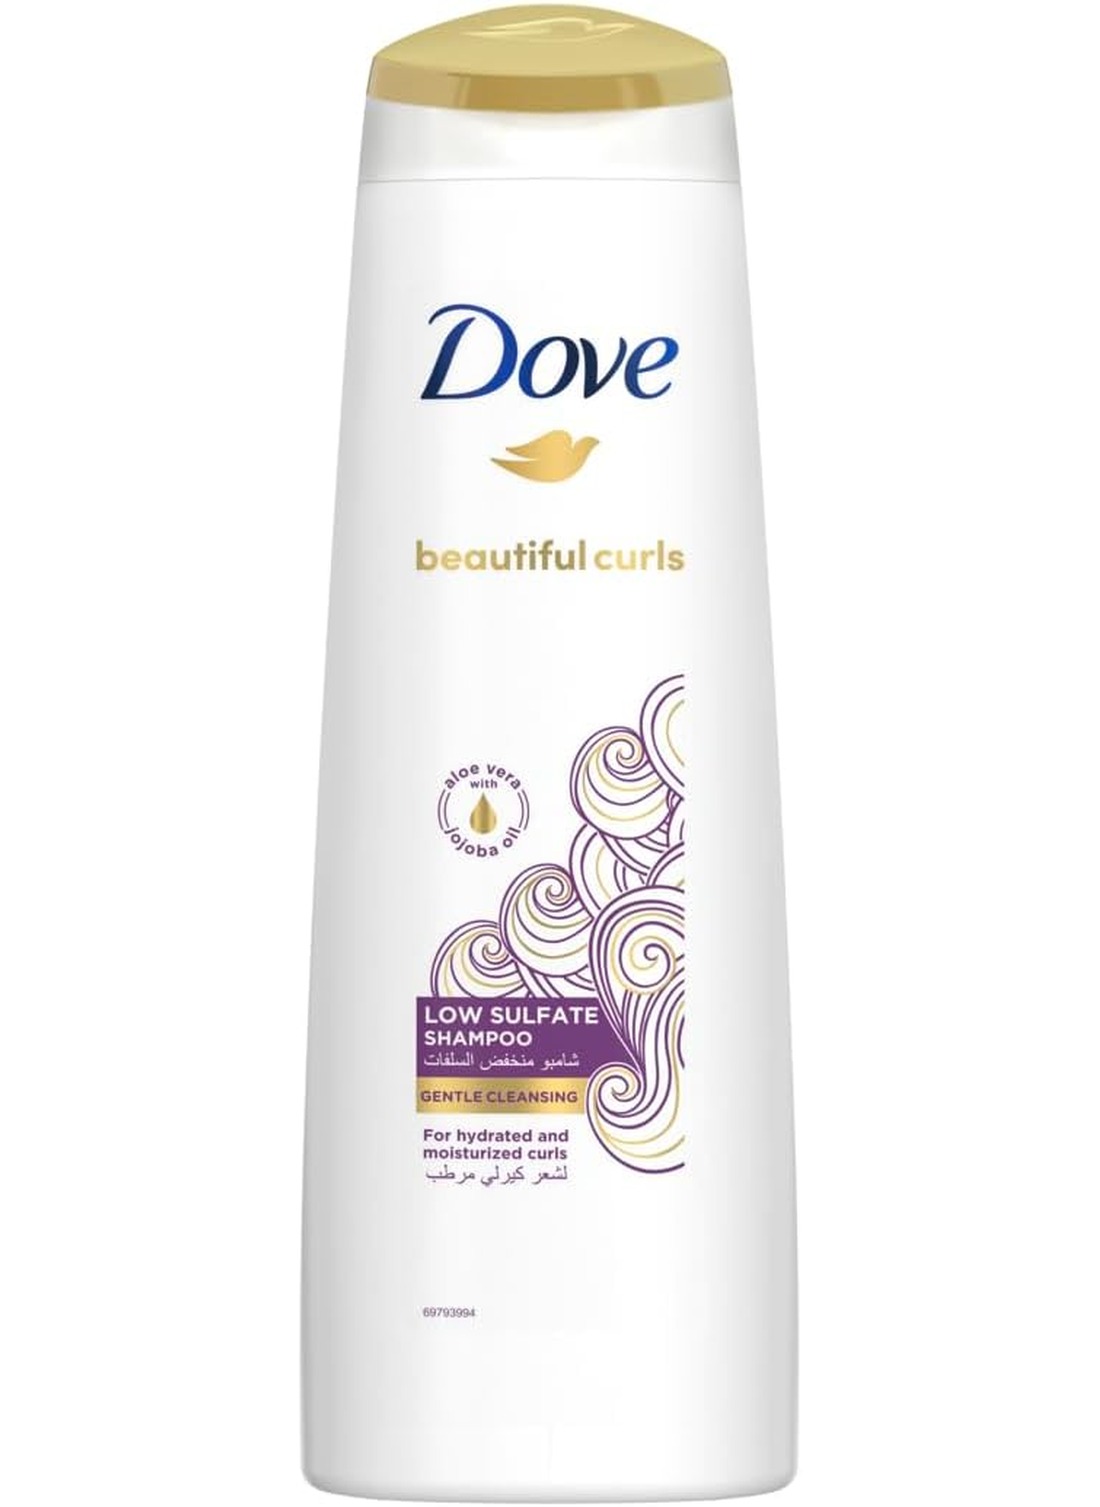 Dove
beautiful curls
aloe vera
with
jojoba oil
LOW SULFATE
SHAMPOO
شامبو منخفض السلفات
GENTLE CLEANSING
For hydrated and
moisturized curls
لشعر كيرلي مرطب
69793994